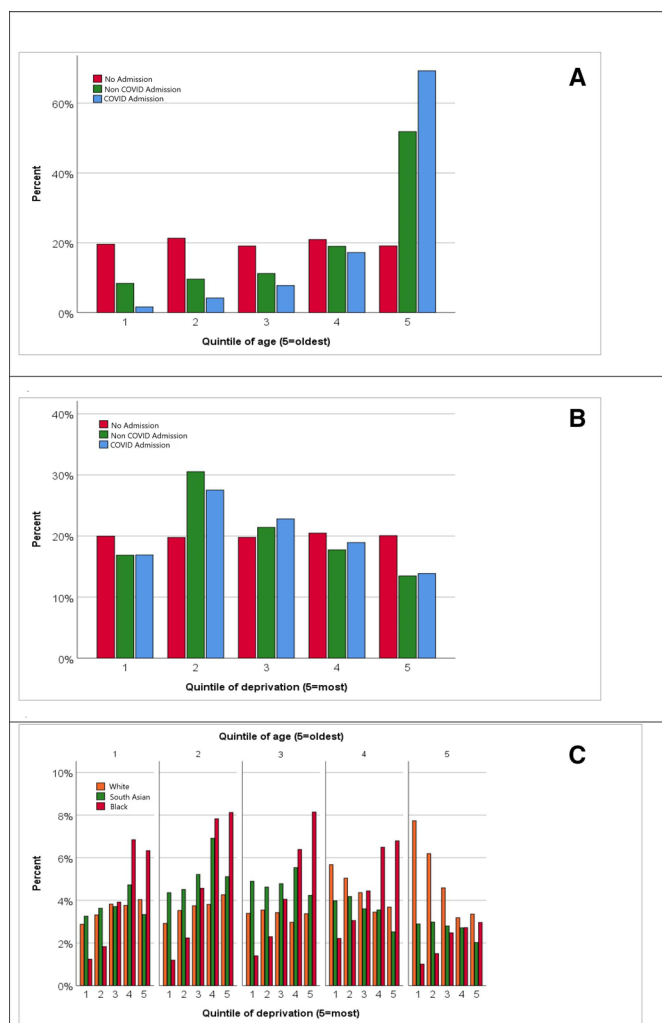 A
No Admission
Non COVID Admission
COVID Admission
Percent
60%
40%
20%
0%
1 2 3 4 5
Quintile of age (5=oldest)
B
No Admission
Non COVID Admission
COVID Admission
Percent
40%
30%
20%
10%
0%
1 2 3 4 5
Quintile of deprivation (5=most)
Quintile of age (5=oldest)
C
1 2 3 4 5
White
South Asian
Black
Percent
10%
8%
6%
4%
2%
0%
1 2 3 4 5 1 2 3 4 5 1 2 3 4 5 1 2 3 4 5 1 2 3 4 5
Quintile of deprivation (5=most)